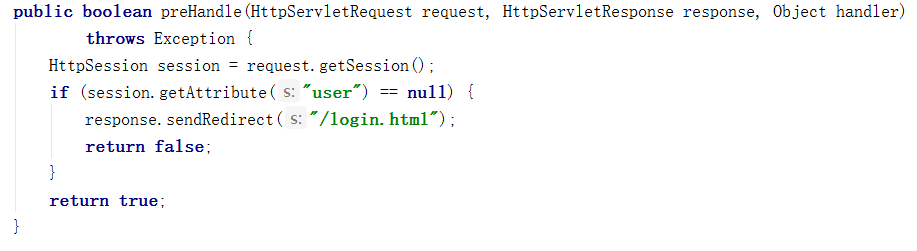 public boolean preHandle(HttpServletRequest request, HttpServletResponse response, Object handler)
throws Exception {
HttpSession session = request.getSession();
if (session.getAttribute( s: "user") == null) {
response.sendRedirect( s: "/login.html");
return false;
}
return true;
}